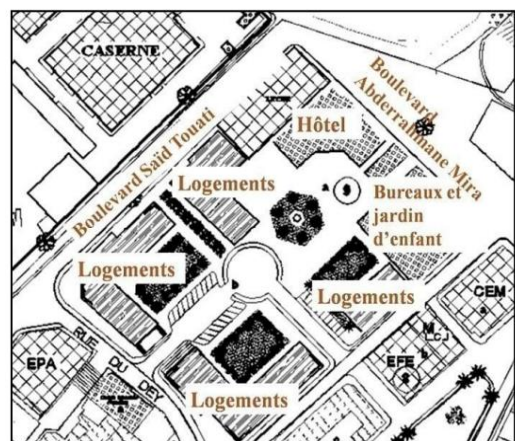 CASERNE
Boulevard Saïd Touati
Boulevard
Abderrahmane Mira
Hôtel
Logements
Bureaux et
jardin
d'enfant
Logements
Logements
CEM
EFE
EPA
RUE DU DEY
Logements